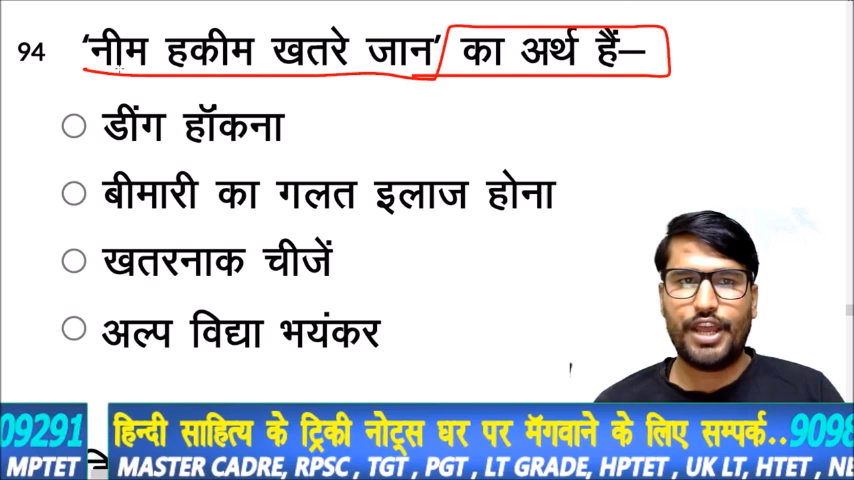 94 ‘नीम हकीम खतरे जान’ का अर्थ हैं–
डींग हॉकना
बीमारी का गलत इलाज होना
खतरनाक चीजें
अल्प विद्या भयंकर
09291 हिन्दी साहित्य के ट्रिकी नोट्स घर पर मॅगवाने के लिए सम्पर्क..9098
MPTET MASTER CADRE, RPSC , TGT , PGT , LT GRADE, HPTET , UK LT, HTET , NE